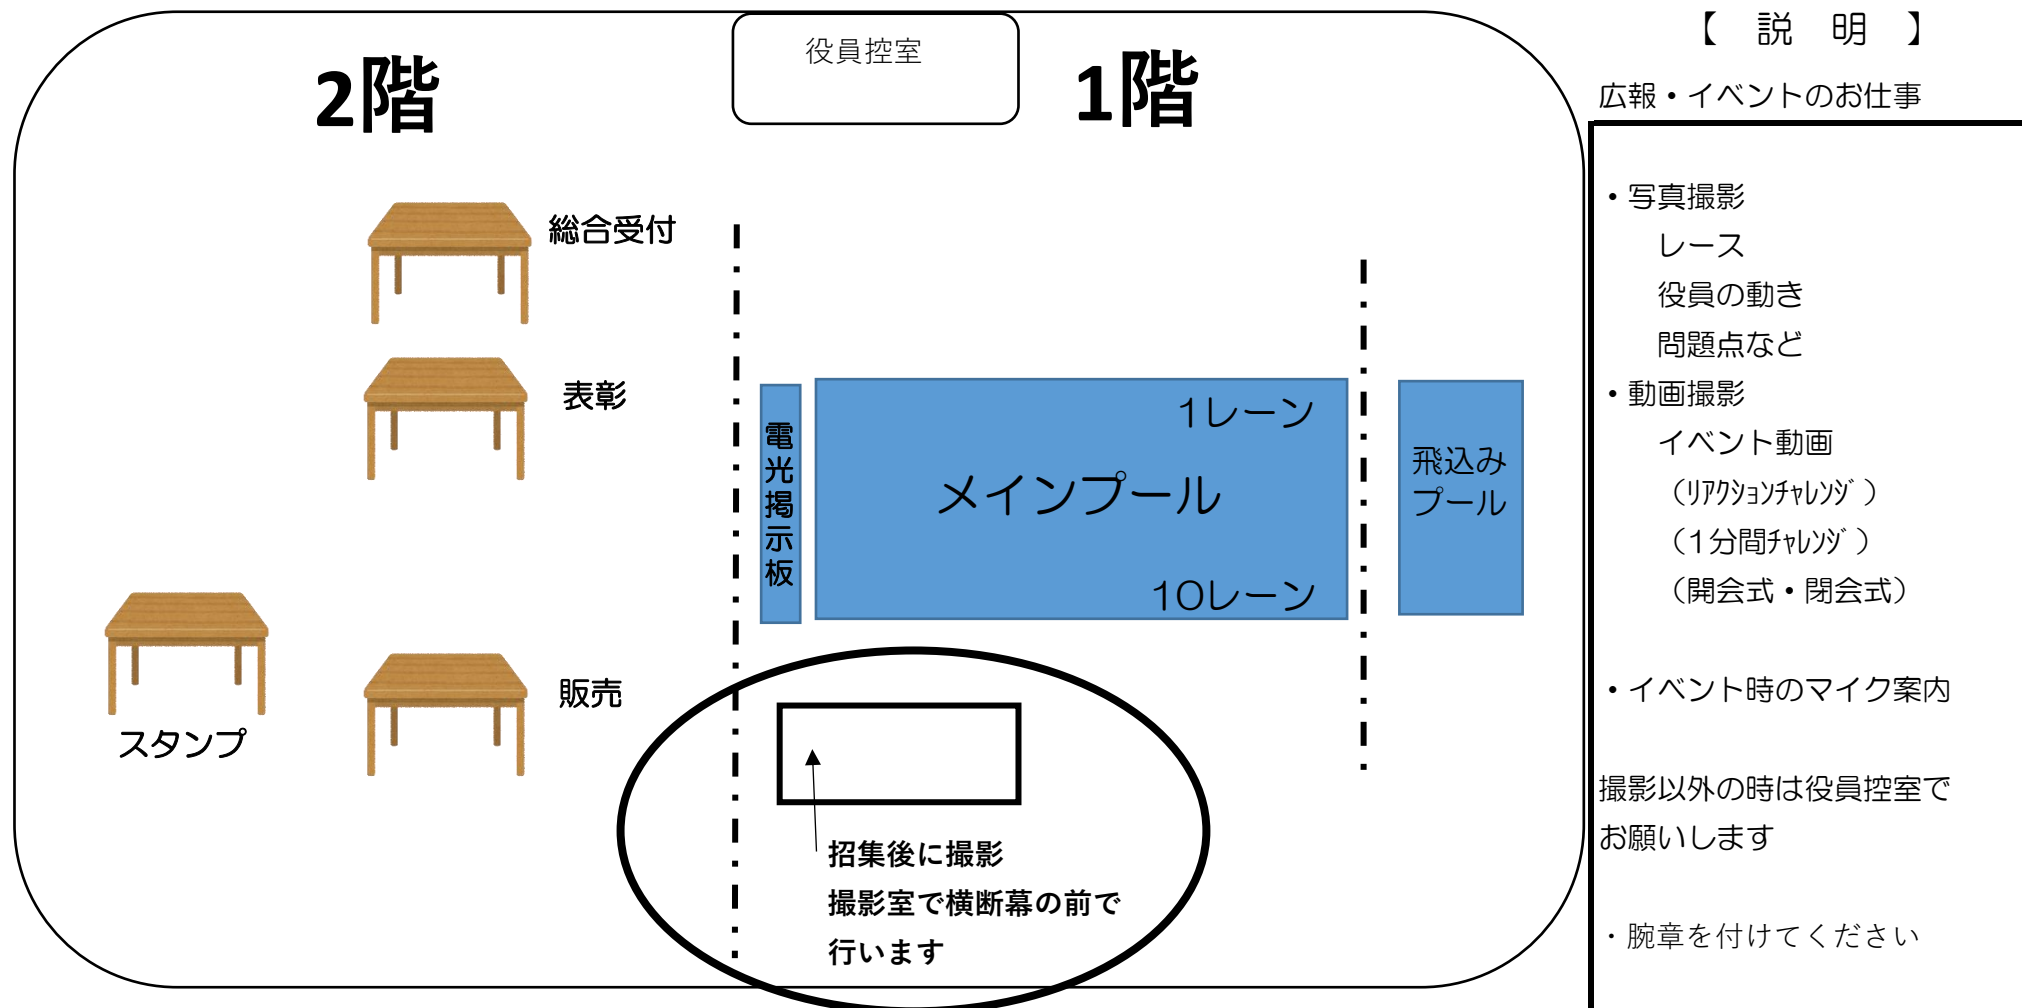 役員控室
2階
1階
総合受付
表彰
スタンプ
販売
電光掲示板
1レーン
メインプール
10レーン
飛込み
プール
招集後に撮影
撮影室で横断幕の前で
行います
【　説　明　】
広報・イベントのお仕事
・写真撮影
レース
役員の動き
問題点など
・動画撮影
イベント動画
（ﾘｱｸｼｮﾝﾁｬﾚﾝｼﾞ）
（1分間ﾁｬﾚﾝｼﾞ）
（開会式・閉会式）
・イベント時のマイク案内
撮影以外の時は役員控室で
お願いします
・腕章を付けてください